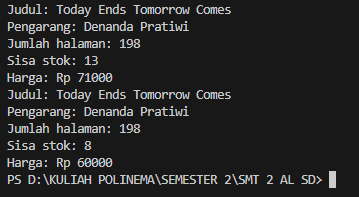 Judul: Today Ends Tomorrow Comes
Pengarang: Denanda Pratiwi
Jumlah halaman: 198
Sisa stok: 13
Harga: Rp 71000
Judul: Today Ends Tomorrow Comes
Pengarang: Denanda Pratiwi
Jumlah halaman: 198
Sisa stok: 8
Harga: Rp 60000
PS D:\KULIAH POLINEMA\SEMESTER 2\SMT 2 AL SD>